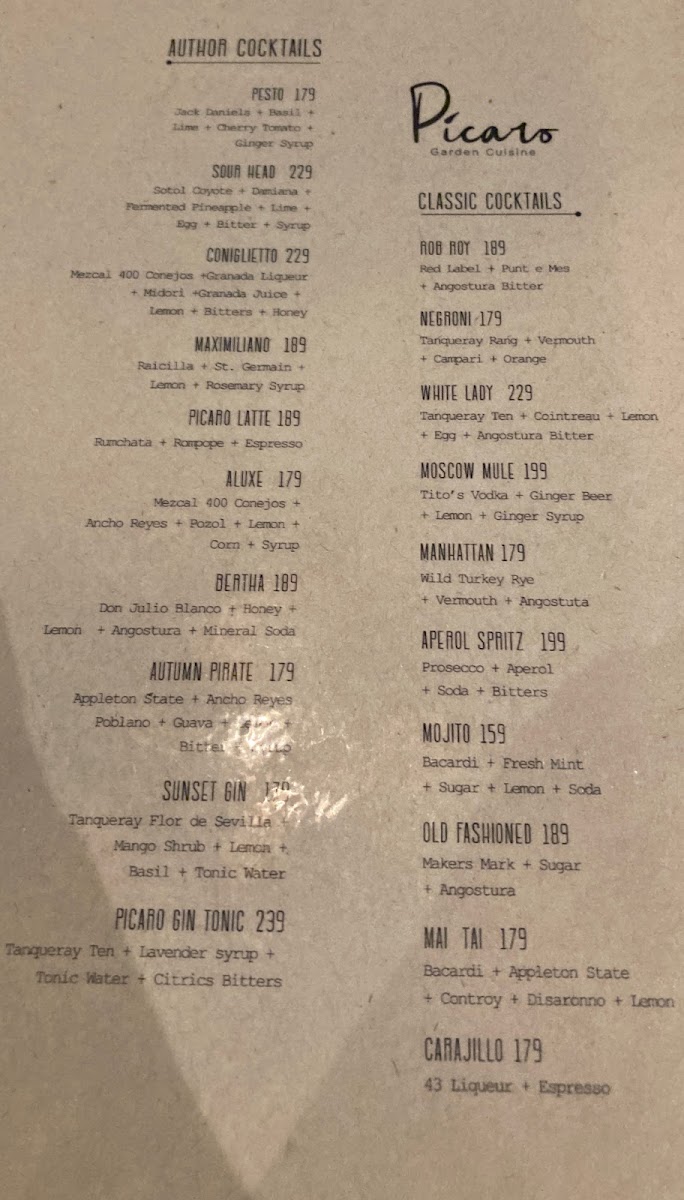 AUTHOR COCKTAILS
PESTO 179
Jack Daniels + Basil +
Lime + Cherry Tomato +
Ginger Syrup
SOUR HEAD 229
Sotol Coyote + Damiana +
Fermented Pineapple + Lime +
Egg + Bitter + Syrup
CONIGLIETTO 229
Mezcal 400 Conejos +Granada Liqueur
+ Midori +Granada Juice +
Lemon + Bitters + Honey
MAXIMILIANO 189
Raicilla + St. Germain +
Lemon + Rosemary Syrup
PICARO LATTE 189
Rumchata + Rompope + Espresso
ALUXE 179
Mezcal 400 Conejos +
Ancho Reyes + Pozol + Lemon +
Corn + Syrup
BERTHA 189
Don Julio Blanco + Honey +
Lemon + Angostura + Mineral Soda
AUTUMN PIRATE 179
Appleton State + Ancho Reyes
Poblano + Guava + +
Bitter
SUNSET GIN 179
Tanqueray Flor de Sevilla +
Mango Shrub + Lemon +
Basil + Tonic Water
PICARO GIN TONIC 239
Tanqueray Ten + Lavender syrup +
Tonic Water + Citrics Bitters
Pícaro
Garden Cuisine
CLASSIC COCKTAILS
ROB ROY 189
Red Label + Punt e Mes
+ Angostura Bitter
NEGRONI 179
Tanqueray Rang + Vermouth
+ Campari + Orange
WHITE LADY 229
Tanqueray Ten + Cointreau + Lemon
+ Egg + Angostura Bitter
MOSCOW MULE 199
Tito's Vodka + Ginger Beer
+ Lemon + Ginger Syrup
MANHATTAN 179
Wild Turkey Rye
+ Vermouth + Angostuta
APEROL SPRITZ 199
Prosecco + Aperol
+ Soda + Bitters
MOJITO 159
Bacardi + Fresh Mint
+ Sugar + Lemon + Soda
OLD FASHIONED 189
Makers Mark + Sugar
+ Angostura
MAI TAI 179
Bacardi + Appleton State
+ Controy + Disaronno + Lemon
CARAJILLO 179
43 Liqueur + Espresso